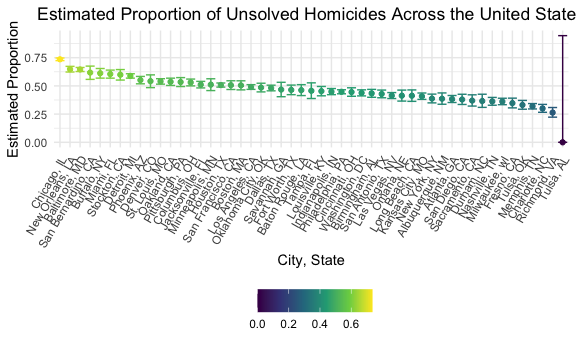 Estimated Proportion of Unsolved Homicides Across the United State
Estimated Proportion
0.75
0.50
0.25
0.00
Chicago, IL
New Orleans, LA
Baltimore, MD
San Bernardino, CA
Buffalo, NY
Miami, FL
Stockton, CA
Detroit, MI
Phoenix, AZ
Denver, CO
St. Louis, MO
Oakland, CA
Pittsburgh, PA
Columbus, OH
Jacksonville, FL
Minneapolis, MN
Houston, TX
San Francisco, CA
Boston, MA
Los Angeles, CA
Oklahoma City, OK
Dallas, TX
Savannah, GA
Fort Worth, TX
Baton Rouge, LA
Tampa, FL
Louisville, KY
Indianapolis, IN
Philadelphia, PA
Cincinnati, OH
Washington, DC
Birmingham, AL
San Antonio, TX
Las Vegas, NV
Omaha, NE
Long Beach, CA
Kansas City, MO
New York, NY
Albuquerque, NM
Atlanta, GA
San Diego, CA
Sacramento, CA
Durham, NC
Nashville, TN
Milwaukee, wI
Fresno, CA
Tulsa, OK
Memphis, TN
Charlotte, NC
Richmond, VA
Tulsa, AL
City, State
0.0 0.2 0.4 0.6